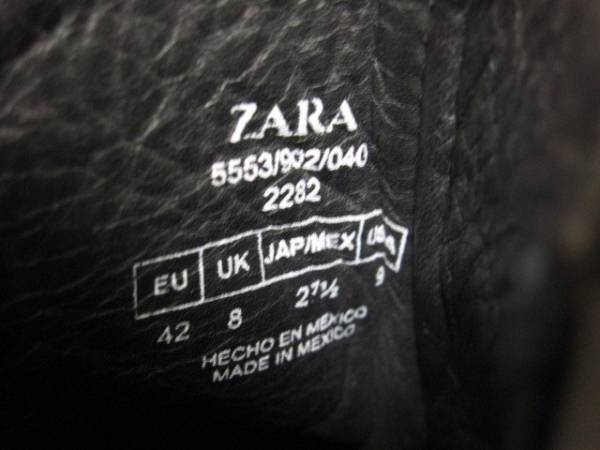 ZARA
5553/902/040
2282
EU UK JAP/MEX USA
42 8 27½ 9
HECHO EN MEXICO
MADE IN MEXICO